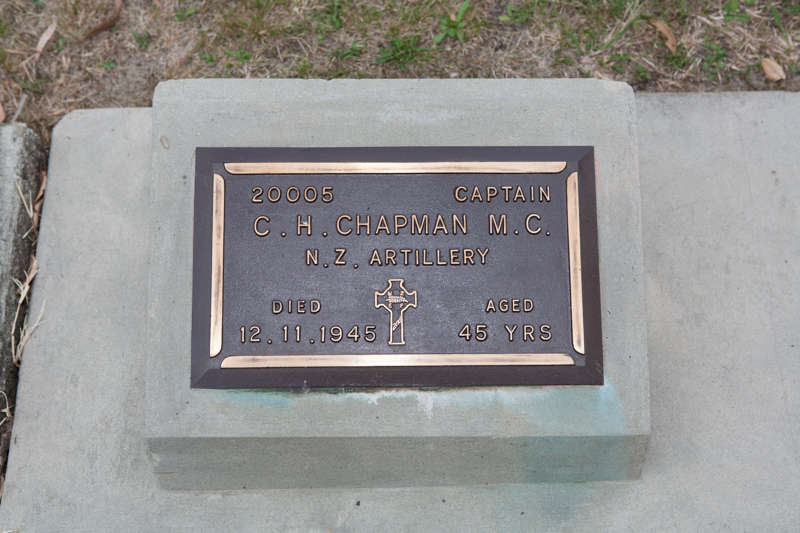 20005 CAPTAIN
C. H. CHAPMAN M.C.
N.Z. ARTILLERY
DIED AGED
12.11.1945 45 YRS